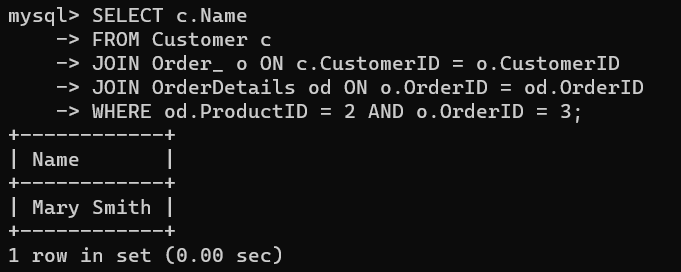 mysql> SELECT c.Name
    -> FROM Customer c
    -> JOIN Order_ o ON c.CustomerID = o.CustomerID
    -> JOIN OrderDetails od ON o.OrderID = od.OrderID
    -> WHERE od.ProductID = 2 AND o.OrderID = 3;
+------------+
| Name       |
+------------+
| Mary Smith |
+------------+
1 row in set (0.00 sec)